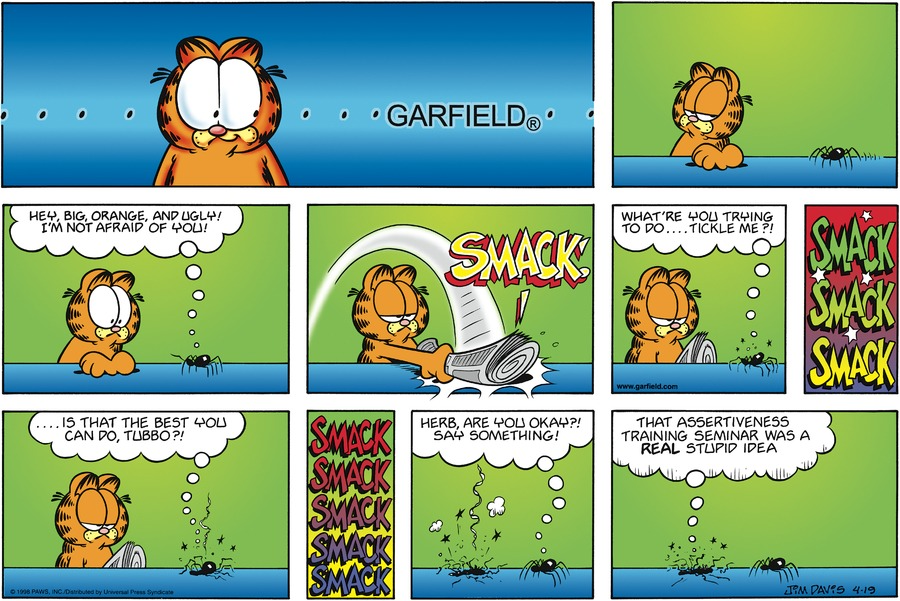 GARFIELD®
HEY, BIG, ORANGE, AND UGLY!
I'M NOT AFRAID OF YOU!
SMACK!
WHAT'RE YOU TRYING
TO DO....TICKLE ME?!
www.garfield.com
SMACK
SMACK
SMACK
....IS THAT THE BEST YOU
CAN DO, TUBBO?!
© 1998 PAWS, INC./Distributed by Universal Press Syndicate
SMACK
SMACK
SMACK
SMACK
SMACK
HERB, ARE YOU OKAY?!
SAY SOMETHING!
THAT ASSERTIVENESS
TRAINING SEMINAR WAS A
REAL STUPID IDEA
JIM DAVIS 4-19